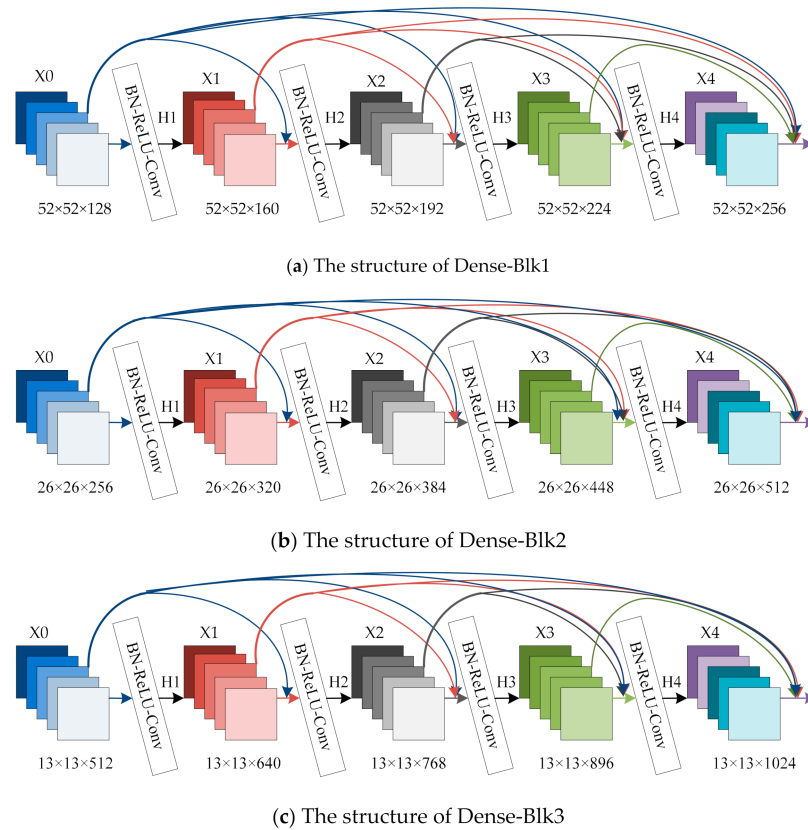 X0 X1 X2 X3 X4
BN-ReLU-Conv H1 BN-ReLU-Conv H2 BN-ReLU-Conv H3 BN-ReLU-Conv H4
52×52×128 52×52×160 52×52×192 52×52×224 52×52×256
(a) The structure of Dense-Blk1
X0 X1 X2 X3 X4
BN-ReLU-Conv H1 BN-ReLU-Conv H2 BN-ReLU-Conv H3 BN-ReLU-Conv H4
26×26×256 26×26×320 26×26×384 26×26×448 26×26×512
(b) The structure of Dense-Blk2
X0 X1 X2 X3 X4
BN-ReLU-Conv H1 BN-ReLU-Conv H2 BN-ReLU-Conv H3 BN-ReLU-Conv H4
13×13×512 13×13×640 13×13×768 13×13×896 13×13×1024
(c) The structure of Dense-Blk3